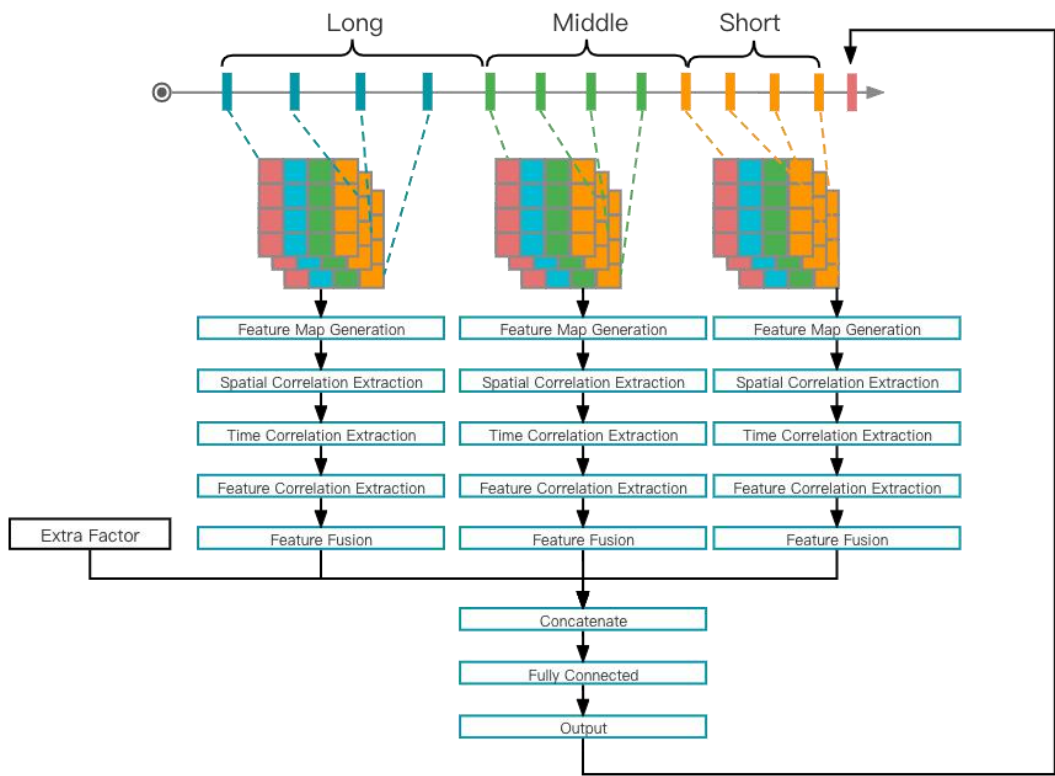 Long Middle Short
Feature Map Generation Feature Map Generation Feature Map Generation
Spatial Correlation Extraction Spatial Correlation Extraction Spatial Correlation Extraction
Time Correlation Extraction Time Correlation Extraction Time Correlation Extraction
Feature Correlation Extraction Feature Correlation Extraction Feature Correlation Extraction
Extra Factor Feature Fusion Feature Fusion Feature Fusion
Concatenate
Fully Connected
Output